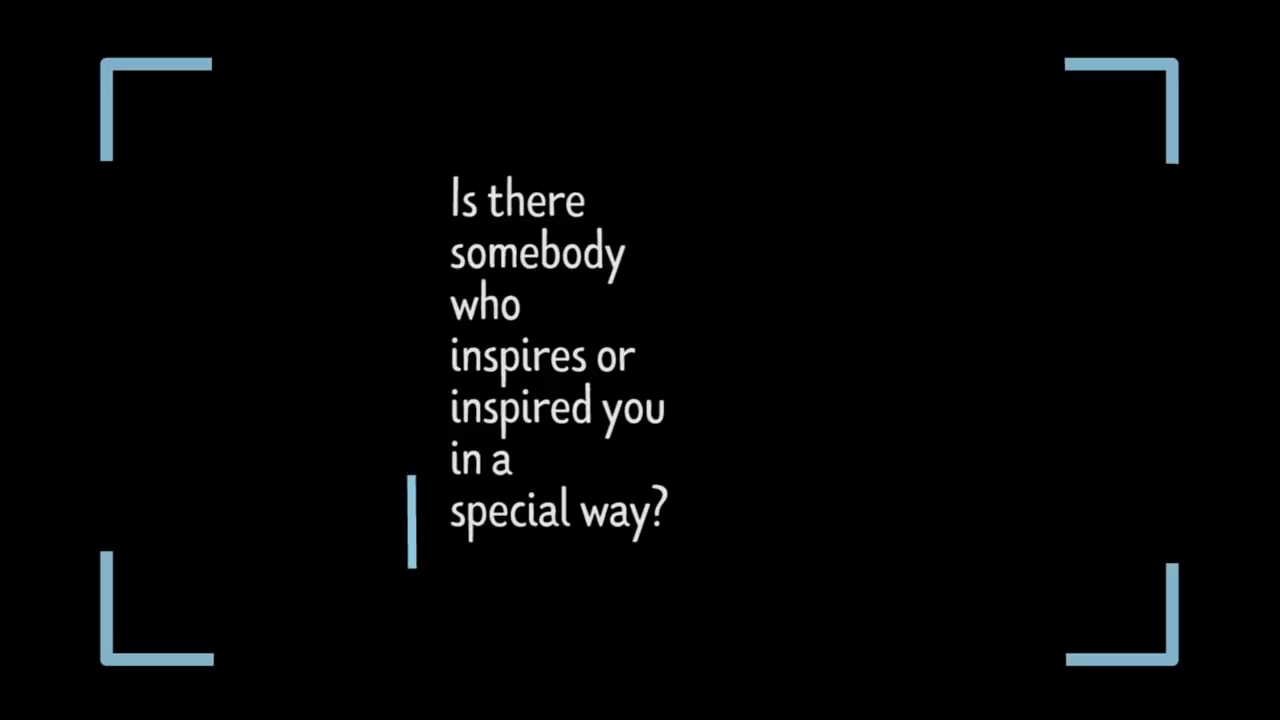 Is there
somebody
who
inspires or
inspired you
in a
special way?